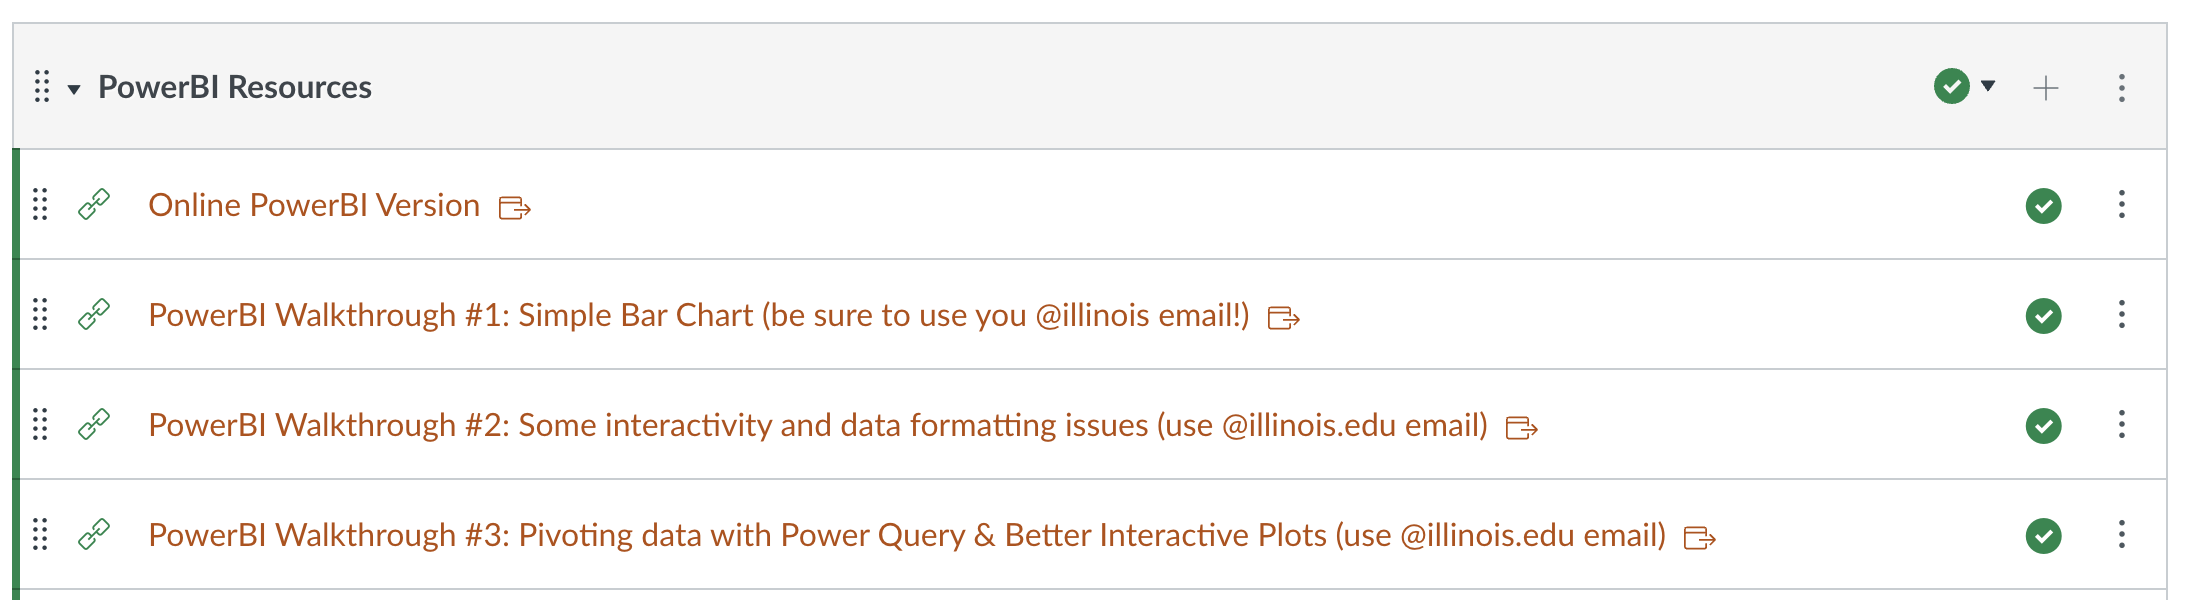 PowerBI Resources
Online PowerBI Version
PowerBI Walkthrough #1: Simple Bar Chart (be sure to use you @illinois email!)
PowerBI Walkthrough #2: Some interactivity and data formatting issues (use @illinois.edu email)
PowerBI Walkthrough #3: Pivoting data with Power Query & Better Interactive Plots (use @illinois.edu email)